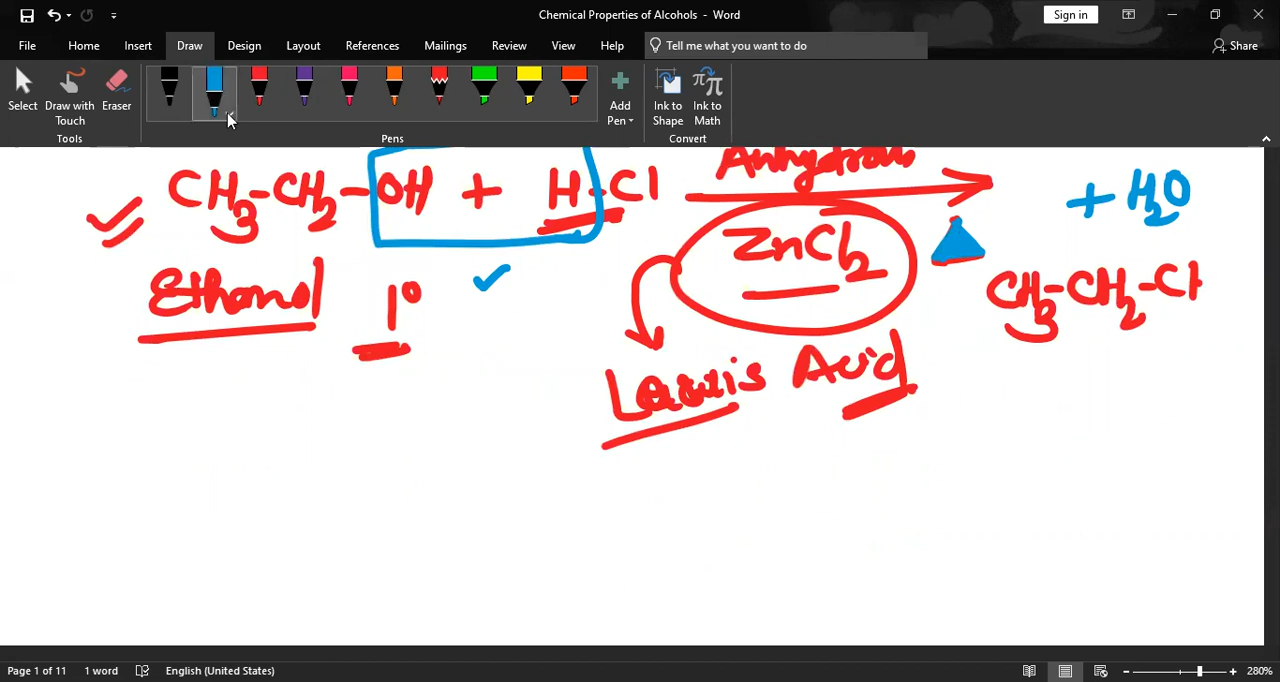 Chemical Properties of Alcohols - Word
Sign in
File Home Insert Draw Design Layout References Mailings Review View Help Tell me what you want to do Share
Select Draw with Touch Eraser Add Pen Ink to Shape Ink to Math
Tools Pens Convert
CH3-CH2-OH + H-Cl Anhydrous + H2O
ZnCl2
Ethanol 1° CH3-CH2-Cl
Lewis Acid
Page 1 of 11 1 word English (United States) 280%